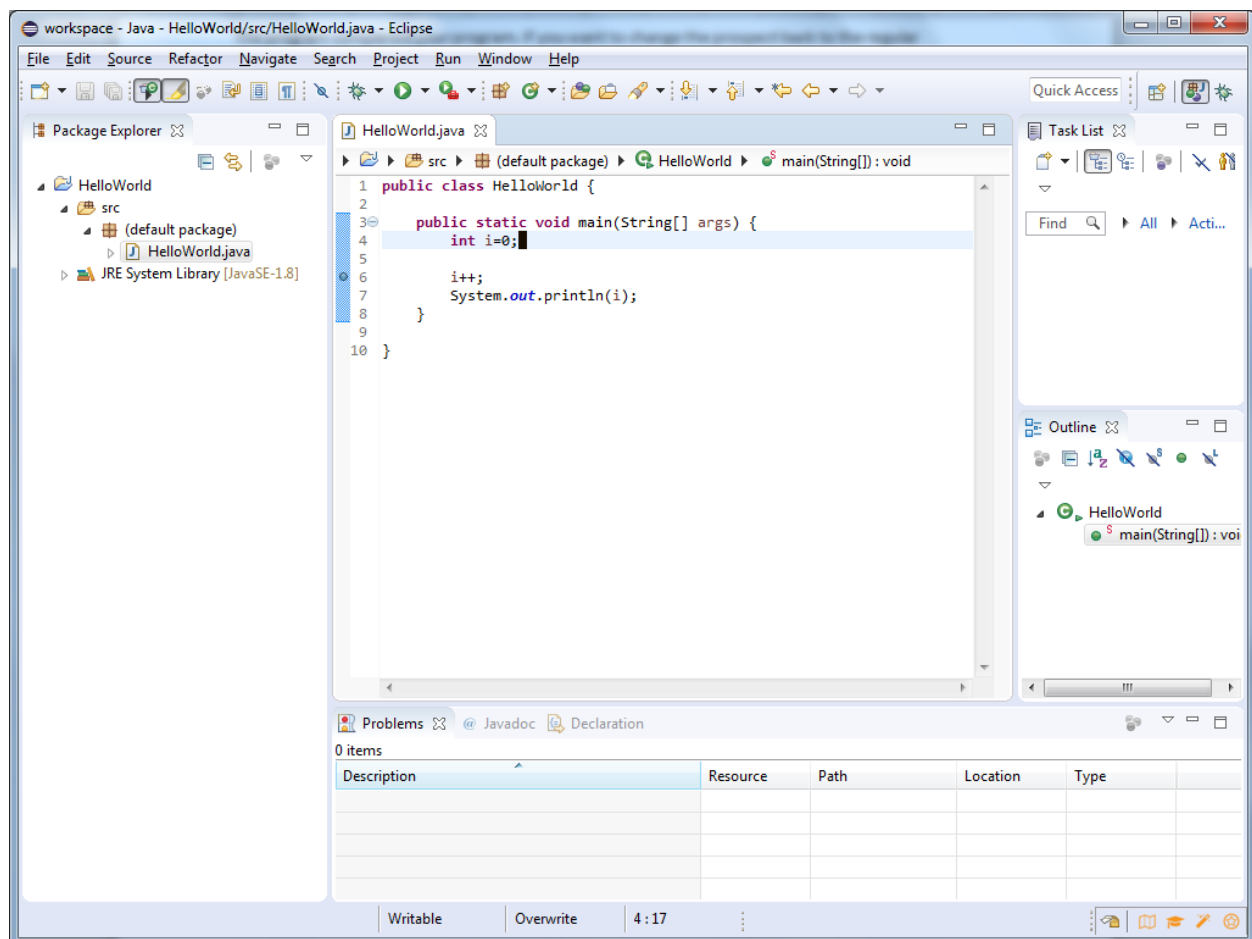 workspace - Java - HelloWorld/src/HelloWorld.java - Eclipse
File Edit Source Refactor Navigate Search Project Run Window Help
Quick Access
Package Explorer
HelloWorld
src
(default package)
HelloWorld.java
JRE System Library [JavaSE-1.8]
HelloWorld.java
src (default package) HelloWorld main(String[]) : void
1 public class HelloWorld {
2
3 public static void main(String[] args) {
4 int i=0;
5
6 i++;
7 System.out.println(i);
8 }
9
10 }
Task List
Find All Acti...
Outline
HelloWorld
main(String[]) : voi
Problems @ Javadoc Declaration
0 items
Description Resource Path Location Type
Writable Overwrite 4 : 17